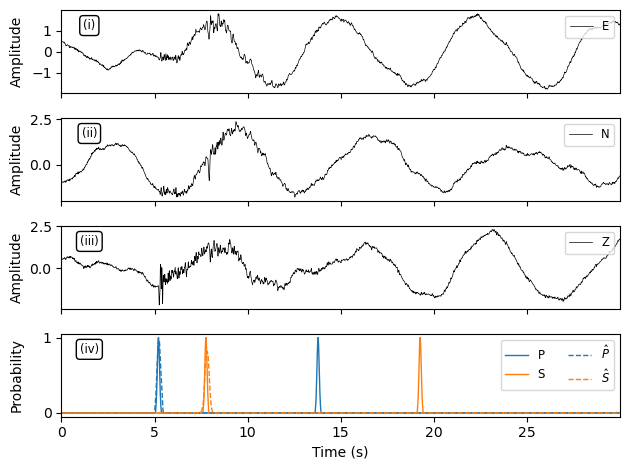 Amplitude
(i)
E
1
0
−1
Amplitude
(ii)
N
2.5
0.0
Amplitude
(iii)
Z
2.5
0.0
Probability
(iv)
P
S
P̂
Ŝ
1
0
0 5 10 15 20 25
Time (s)